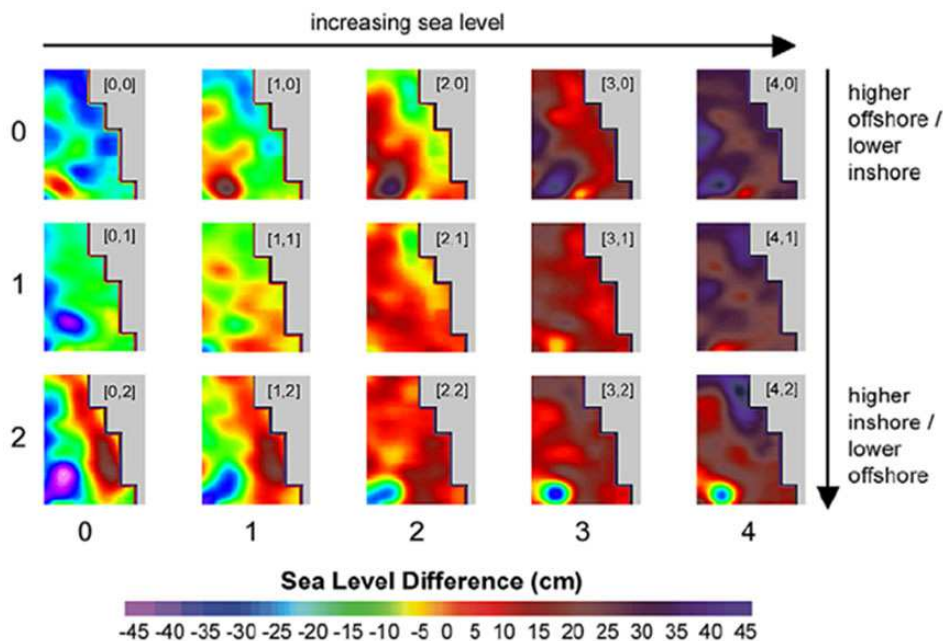 increasing sea level
[0,0] [1,0] [2,0] [3,0] [4,0]
0
higher
offshore /
lower
inshore
[0,1] [1,1] [2,1] [3,1] [4,1]
1
[0,2] [1,2] [2,2] [3,2] [4,2]
2
higher
inshore /
lower
offshore
0 1 2 3 4
Sea Level Difference (cm)
-45 -40 -35 -30 -25 -20 -15 -10 -5 0 5 10 15 20 25 30 35 40 45